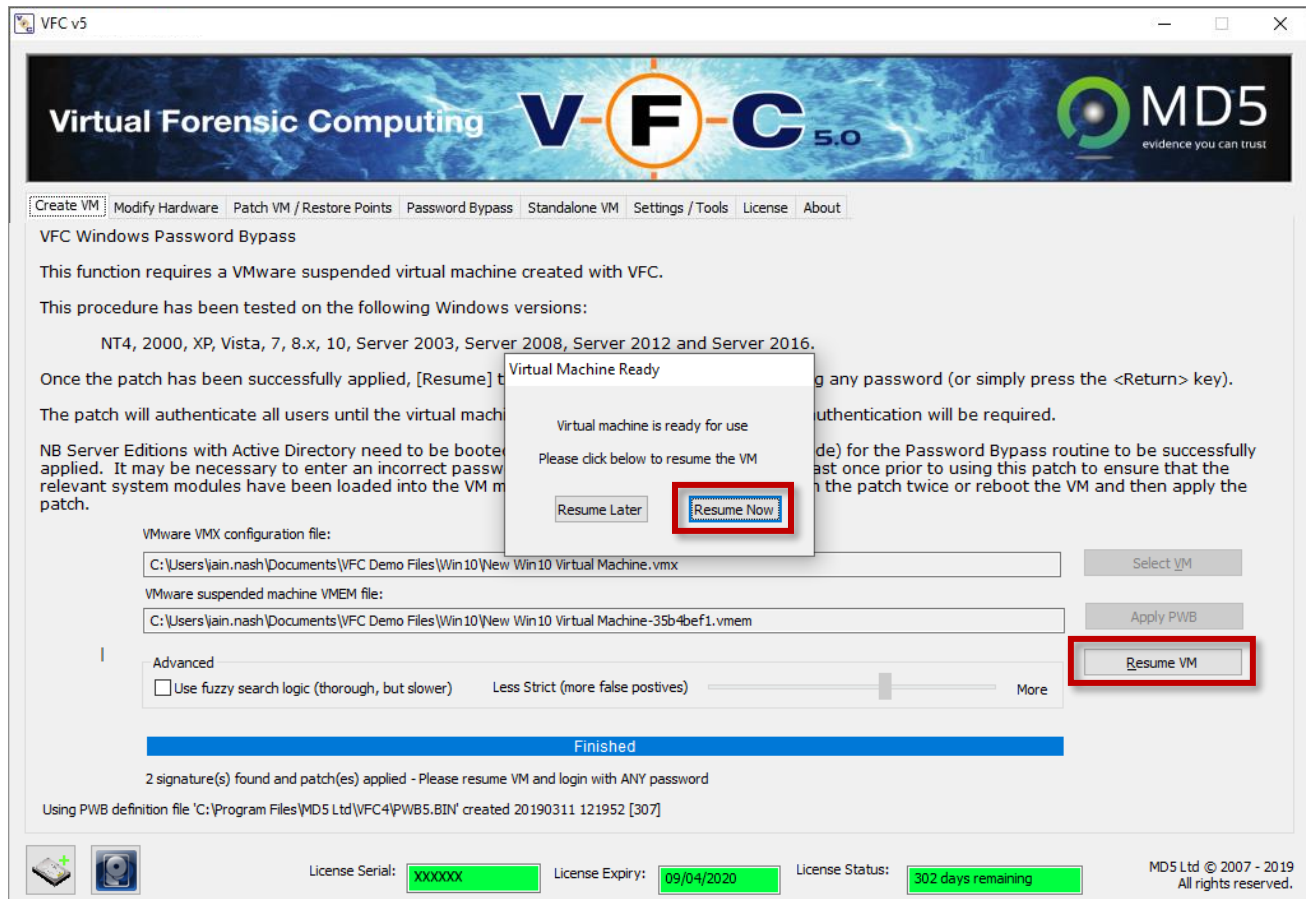 VFC v5
Virtual Forensic Computing V-F-C 5.0 MD5
evidence you can trust
Create VM Modify Hardware Patch VM / Restore Points Password Bypass Standalone VM Settings / Tools License About
VFC Windows Password Bypass
This function requires a VMware suspended virtual machine created with VFC.
This procedure has been tested on the following Windows versions:
NT4, 2000, XP, Vista, 7, 8.x, 10, Server 2003, Server 2008, Server 2012 and Server 2016.
Once the patch has been successfully applied, [Resume] t
g any password (or simply press the <Return> key).
The patch will authenticate all users until the virtual machi
uthentication will be required.
NB Server Editions with Active Directory need to be booted
de) for the Password Bypass routine to be successfully
applied. It may be necessary to enter an incorrect passw
ast once prior to using this patch to ensure that the
relevant system modules have been loaded into the VM m
n the patch twice or reboot the VM and then apply the
patch.
Virtual Machine Ready
Virtual machine is ready for use
Please click below to resume the VM
Resume Later Resume Now
VMware VMX configuration file:
C:\Users\iain.nash\Documents\VFC Demo Files\Win10\New Win10 Virtual Machine.vmx
Select VM
VMware suspended machine VMEM file:
C:\Users\iain.nash\Documents\VFC Demo Files\Win10\New Win10 Virtual Machine-35b4bef1.vmem
Apply PWB
Resume VM
Advanced
Use fuzzy search logic (thorough, but slower) Less Strict (more false postives) More
Finished
2 signature(s) found and patch(es) applied - Please resume VM and login with ANY password
Using PWB definition file 'C:\Program Files\MD5 Ltd\VFC4\PWB5.BIN' created 20190311 121952 [307]
License Serial: XXXXXX License Expiry: 09/04/2020 License Status: 302 days remaining
MD5 Ltd © 2007 - 2019
All rights reserved.